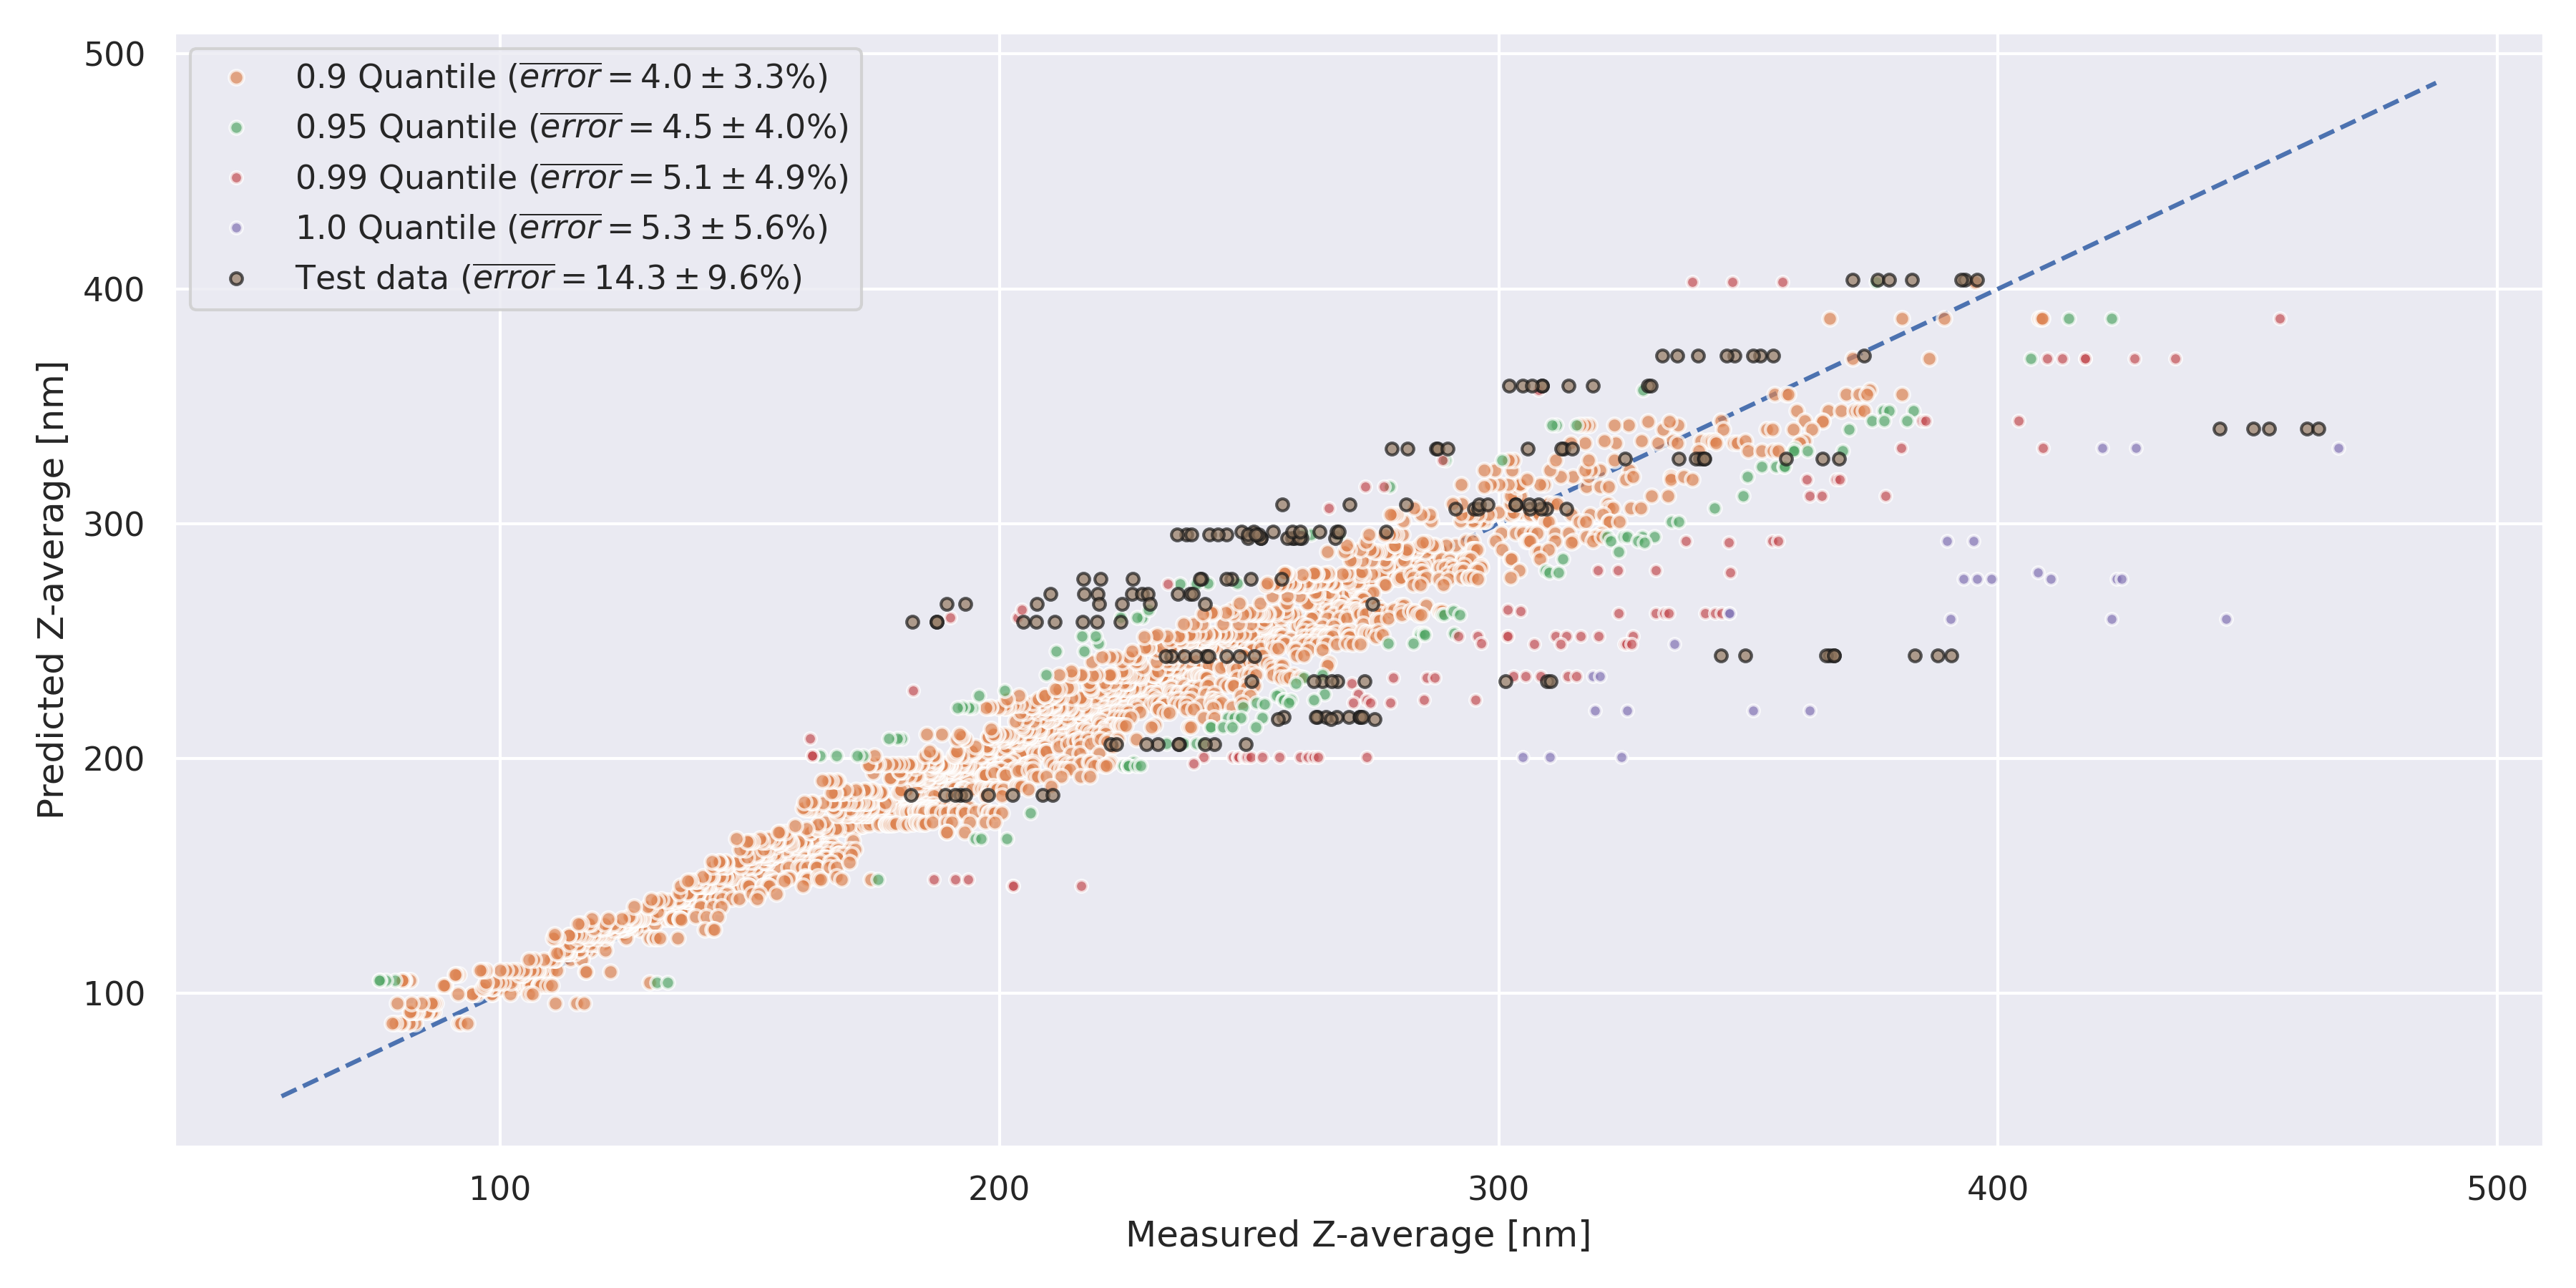 0.9 Quantile (error = 4.0 ± 3.3%)
0.95 Quantile (error = 4.5 ± 4.0%)
0.99 Quantile (error = 5.1 ± 4.9%)
1.0 Quantile (error = 5.3 ± 5.6%)
Test data (error = 14.3 ± 9.6%)
500
400
300
200
100
Predicted Z-average [nm]
100 200 300 400 500
Measured Z-average [nm]